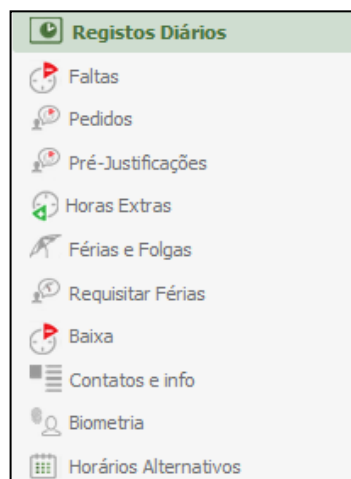 Registos Diários
Faltas
Pedidos
Pré-Justificações
Horas Extras
Férias e Folgas
Requisitar Férias
Baixa
Contatos e info
Biometria
Horários Alternativos